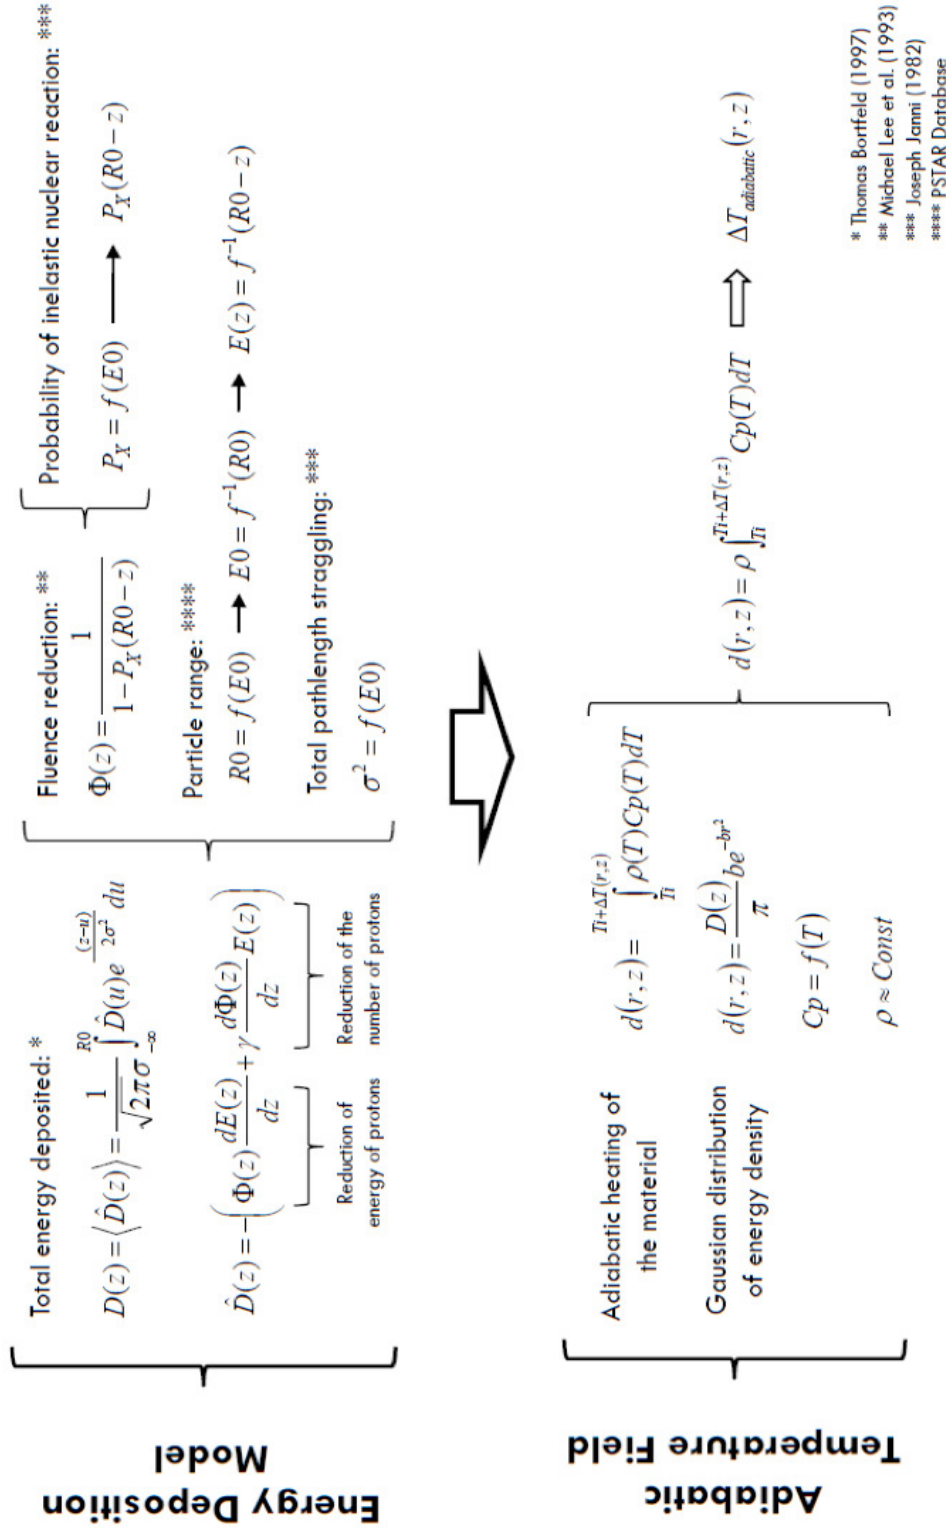 Energy Deposition
Model
Total energy deposited: *
D(z) = ⟨D̂(z)⟩ = 1/(√2πσ) ∫_{-∞}^{R0} D̂(u)e^{(z-u)/2σ²} du
D̂(z) = -(Φ(z) dE(z)/dz + γ dΦ(z)/dz E(z))
Reduction of
energy of protons
Reduction of the
number of protons
Fluence reduction: **
Φ(z) = 1/(1-P_X(R0-z))
Probability of inelastic nuclear reaction: ***
P_X = f(E0) → P_X(R0-z)
Particle range: ****
R0 = f(E0) → E0 = f⁻¹(R0) → E(z) = f⁻¹(R0-z)
Total pathlength straggling: ***
σ² = f(E0)
Adiabatic
Temperature Field
Adiabatic heating of
the material
d(r,z) = ∫_{Ti}^{Ti+ΔT(r,z)} ρ(T)Cp(T)dT
Gaussian distribution
of energy density
d(r,z) = D(z)/π be^{-br²}
Cp = f(T)
ρ ≈ Const
d(r,z) = ρ ∫_{Ti}^{Ti+ΔT(r,z)} Cp(T)dT ⇨ ΔT_{adiabatic}(r,z)
* Thomas Bortfeld (1997)
** Michael Lee et al. (1993)
*** Joseph Janni (1982)
**** PSTAR Database